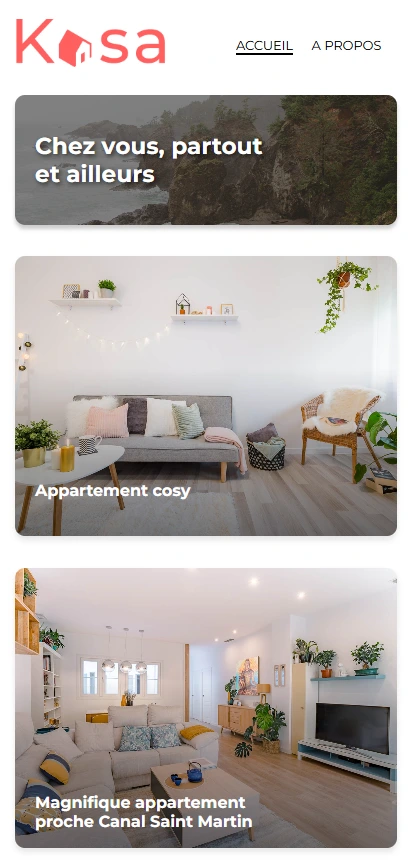 Kasa
ACCUEIL A PROPOS
Chez vous, partout
et ailleurs
Appartement cosy
Magnifique appartement
proche Canal Saint Martin